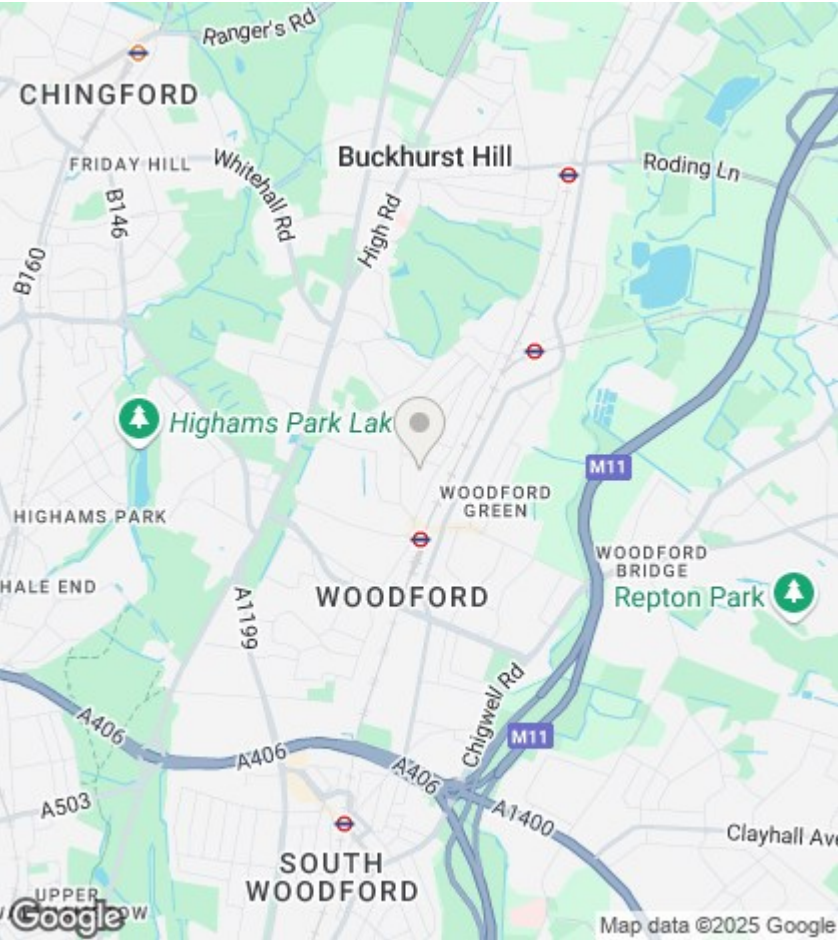 Ranger's Rd
CHINGFORD
Buckhurst Hill
FRIDAY HILL
Whitehall Rd
Roding Ln
B146
High Rd
B160
Highams Park Lak
M11
WOODFORD
GREEN
HIGHAMS PARK
WOODFORD
BRIDGE
HALE END
WOODFORD
Repton Park
A1199
Chigwell Rd
A406
M11
A406
A406
A503
A1400
Clayhall Ave
SOUTH
WOODFORD
UPPER
Google
Map data ©2025 Google